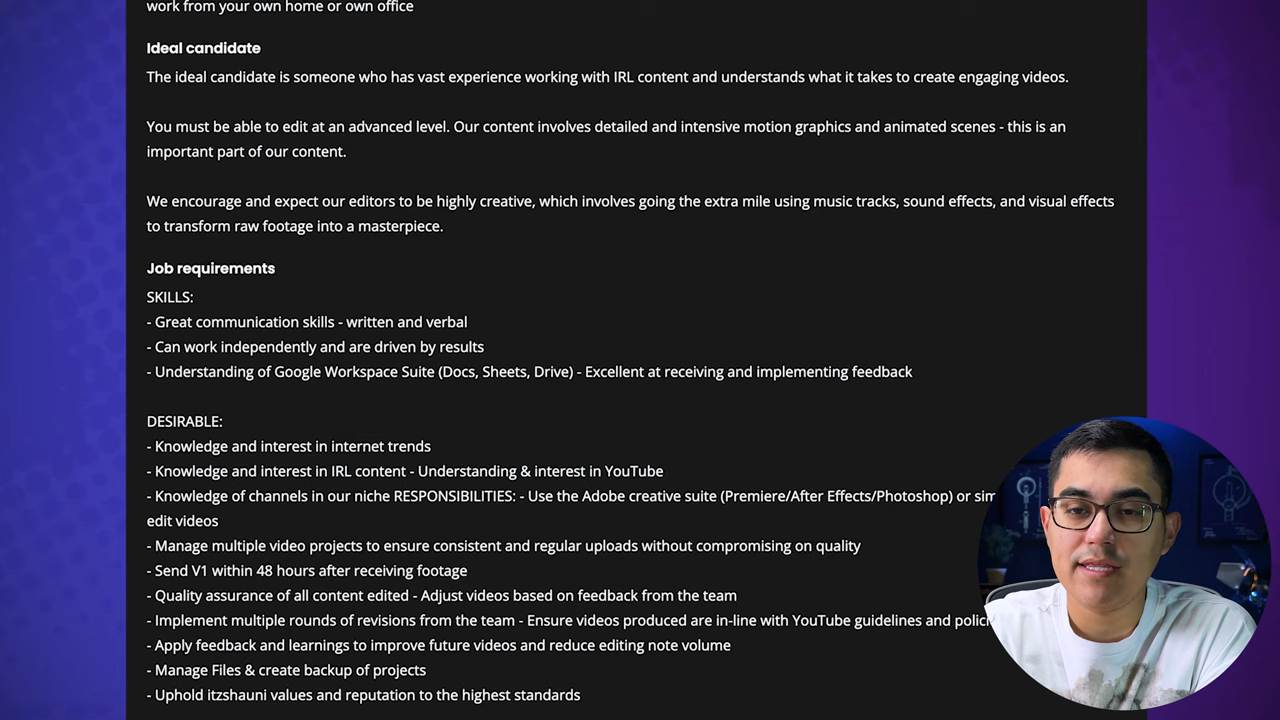 work from your own home or own office
Ideal candidate
The ideal candidate is someone who has vast experience working with IRL content and understands what it takes to create engaging videos.
You must be able to edit at an advanced level. Our content involves detailed and intensive motion graphics and animated scenes - this is an
important part of our content.
We encourage and expect our editors to be highly creative, which involves going the extra mile using music tracks, sound effects, and visual effects
to transform raw footage into a masterpiece.
Job requirements
SKILLS:
- Great communication skills - written and verbal
- Can work independently and are driven by results
- Understanding of Google Workspace Suite (Docs, Sheets, Drive) - Excellent at receiving and implementing feedback
DESIRABLE:
- Knowledge and interest in internet trends
- Knowledge and interest in IRL content - Understanding & interest in YouTube
- Knowledge of channels in our niche RESPONSIBILITIES: - Use the Adobe creative suite (Premiere/After Effects/Photoshop) or
edit videos
- Manage multiple video projects to ensure consistent and regular uploads without compromising on quality
- Send V1 within 48 hours after receiving footage
- Quality assurance of all content edited - Adjust videos based on feedback from the team
- Implement multiple rounds of revisions from the team - Ensure videos produced are in-line with YouTube guidelines and
- Apply feedback and learnings to improve future videos and reduce editing note volume
- Manage Files & create backup of projects
- Uphold itzshauni values and reputation to the highest standards